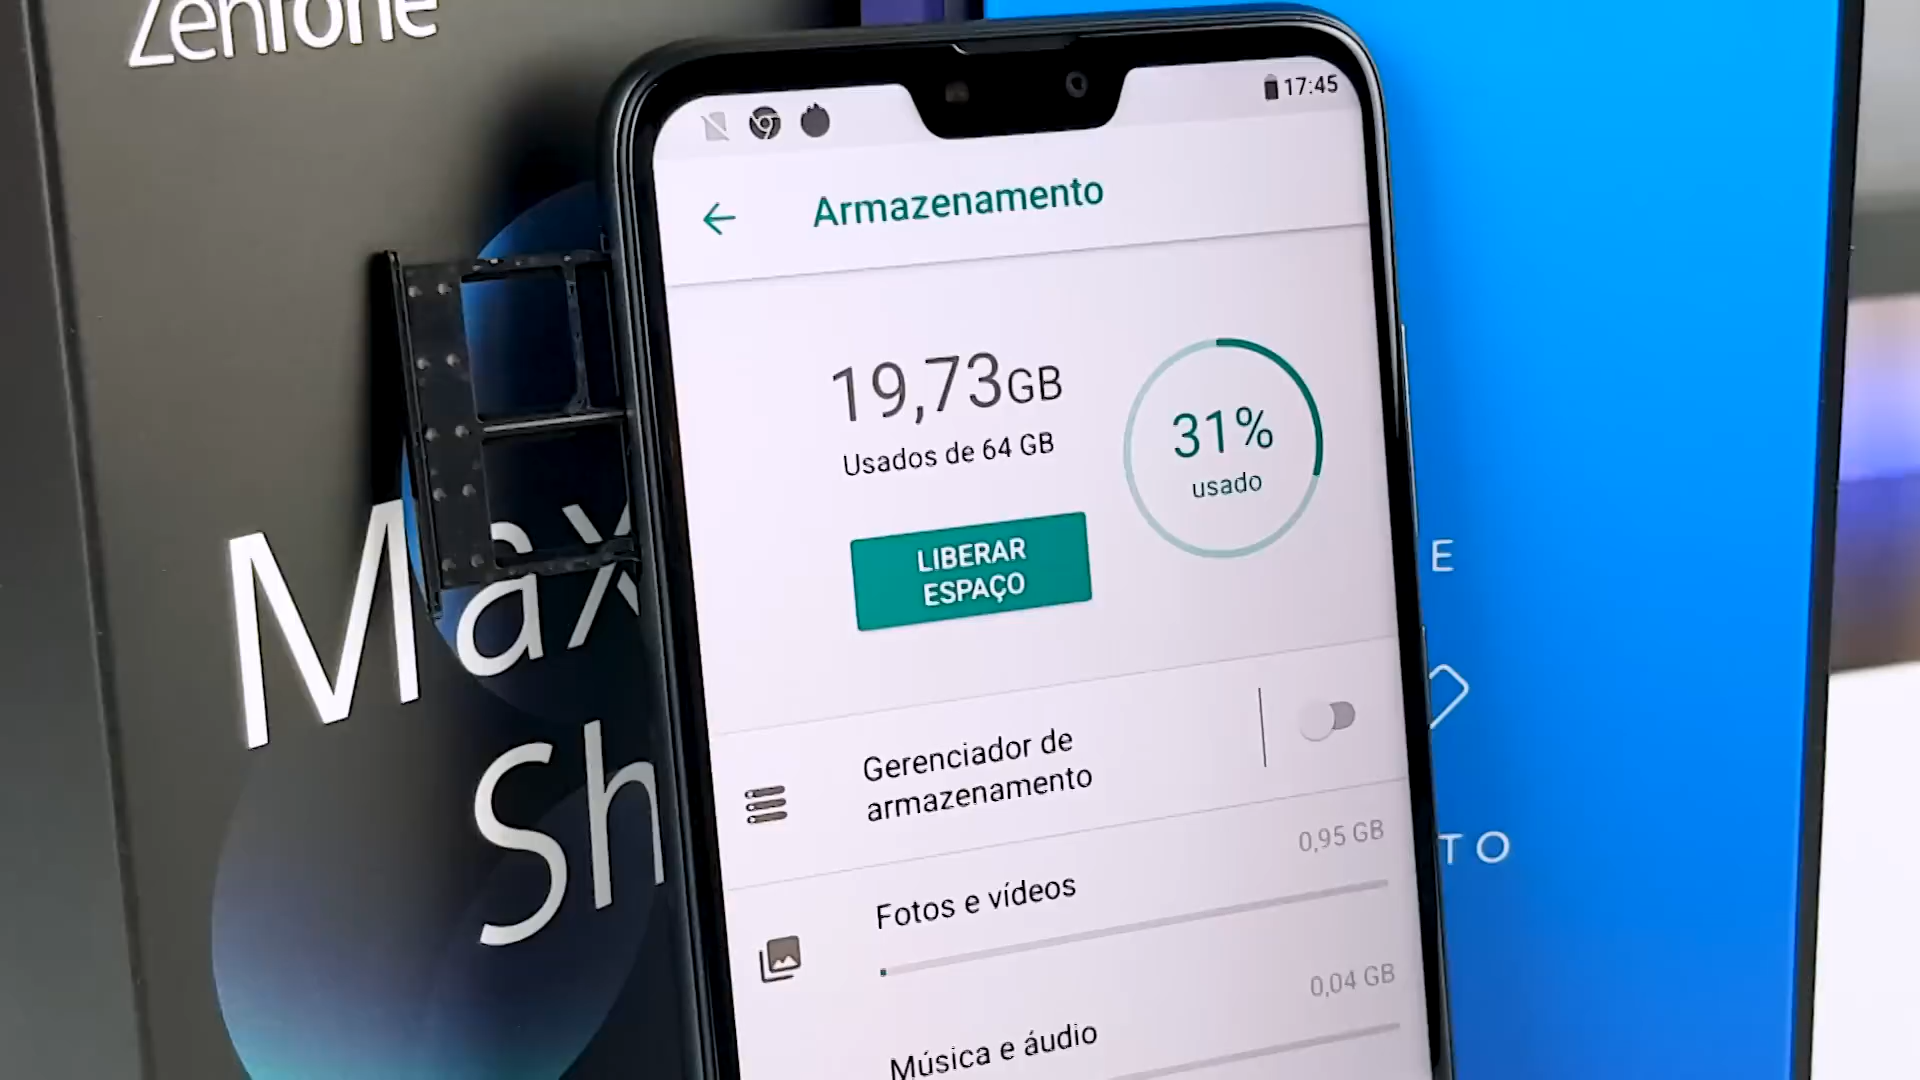 Zenfone
17:45
Armazenamento
19,73GB
Usados de 64 GB
31%
usado
LIBERAR
ESPAÇO
Gerenciador de
armazenamento
0,95 GB
Fotos e vídeos
0,04 GB
Música e áudio
Max
Sh
E
TO